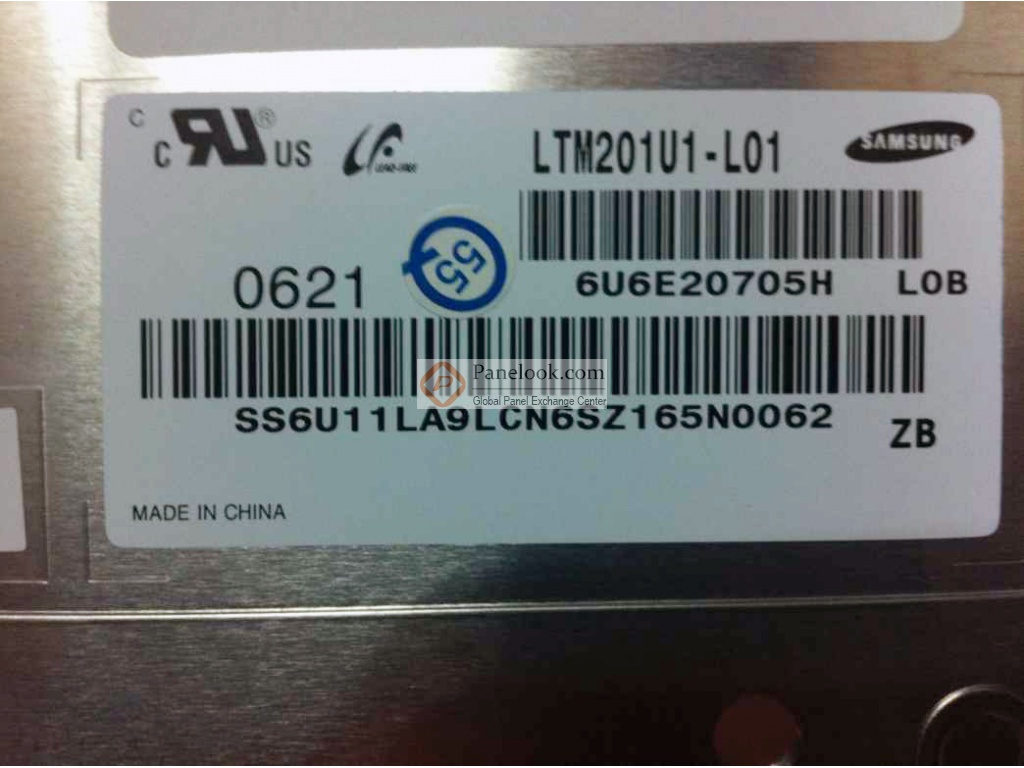 C
C RU® US
LTM201U1-L01
SAMSUNG
0621
55
6U6E20705H L0B
Panelook.com
Global Panel Exchange Center
SS6U11LA9LCN6SZ165N0062
ZB
MADE IN CHINA